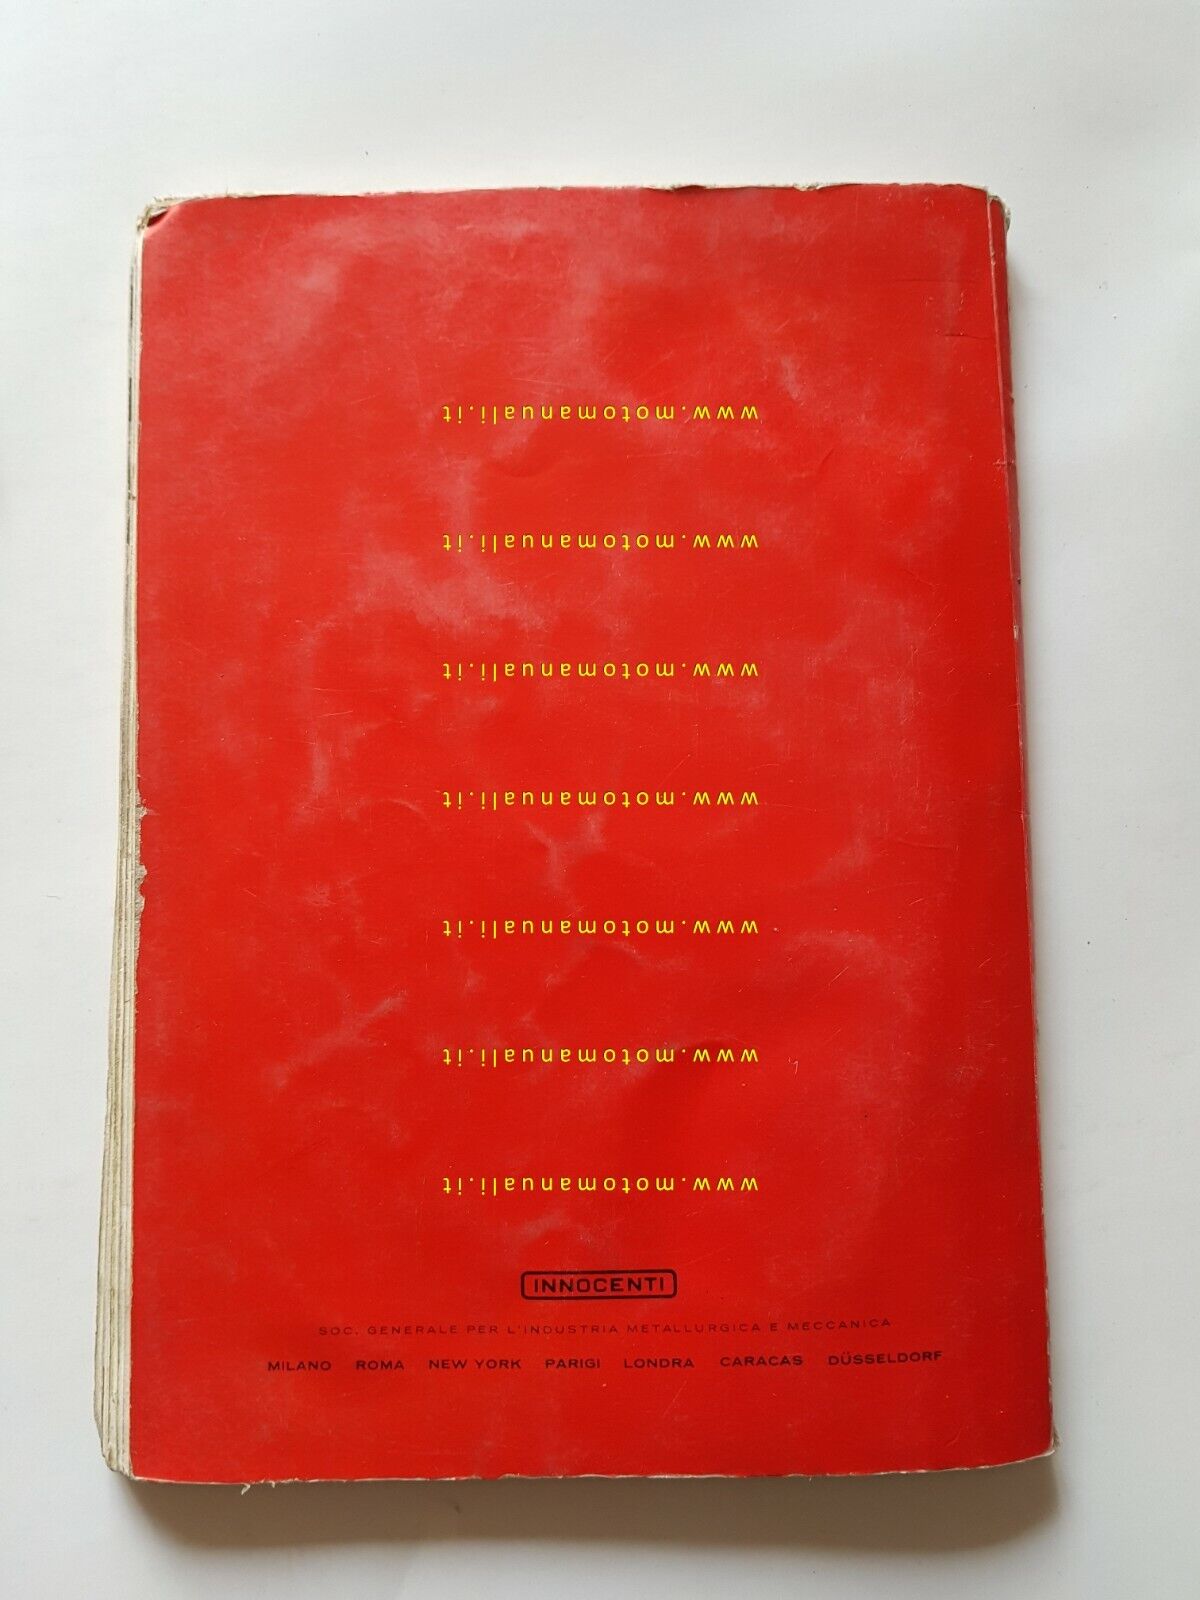 www.motomanuali.it
www.motomanuali.it
www.motomanuali.it
www.motomanuali.it
www.motomanuali.it
www.motomanuali.it
www.motomanuali.it
INNOCENTI
SOC. GENERALE PER L'INDUSTRIA METALLURGICA E MECCANICA
MILANO ROMA NEW YORK PARIGI LONDRA CARACAS DÜSSELDORF